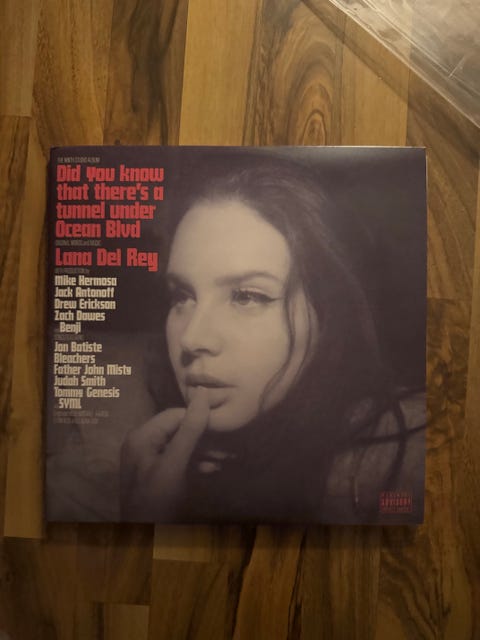 THE NINTH STUDIO ALBUM
Did you know
that there's a
tunnel under
Ocean Blvd
ORIGINAL WORDS and MUSIC
Lana Del Rey
WITH PRODUCTION by
Mike Hermosa
Jack Antonoff
Drew Erickson
Zach Dawes
Benji
Jon Batiste
Bleachers
Father John Misty
Judah Smith
Tommy Genesis
SYML
ADVISORY